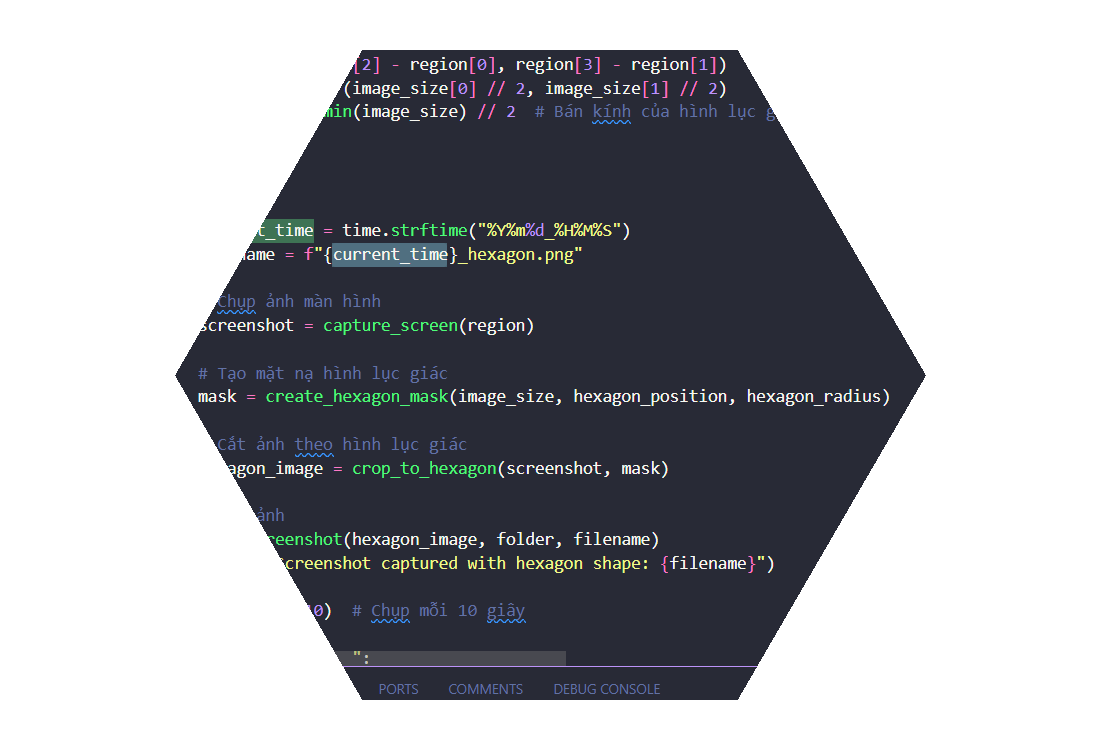 [2] - region[0], region[3] - region[1])
(image_size[0] // 2, image_size[1] // 2)
min(image_size) // 2  # Bán kính của hình lục g
t_time = time.strftime("%Y%m%d_%H%M%S")
name = f"{current_time}_hexagon.png"
Chụp ảnh màn hình
screenshot = capture_screen(region)
# Tạo mặt nạ hình lục giác
mask = create_hexagon_mask(image_size, hexagon_position, hexagon_radius)
Cắt ảnh theo hình lục giác
agon_image = crop_to_hexagon(screenshot, mask)
ảnh
reenshot(hexagon_image, folder, filename)
Screenshot captured with hexagon shape: {filename}")
10)  # Chụp mỗi 10 giây
":
PORTS COMMENTS DEBUG CONSOLE